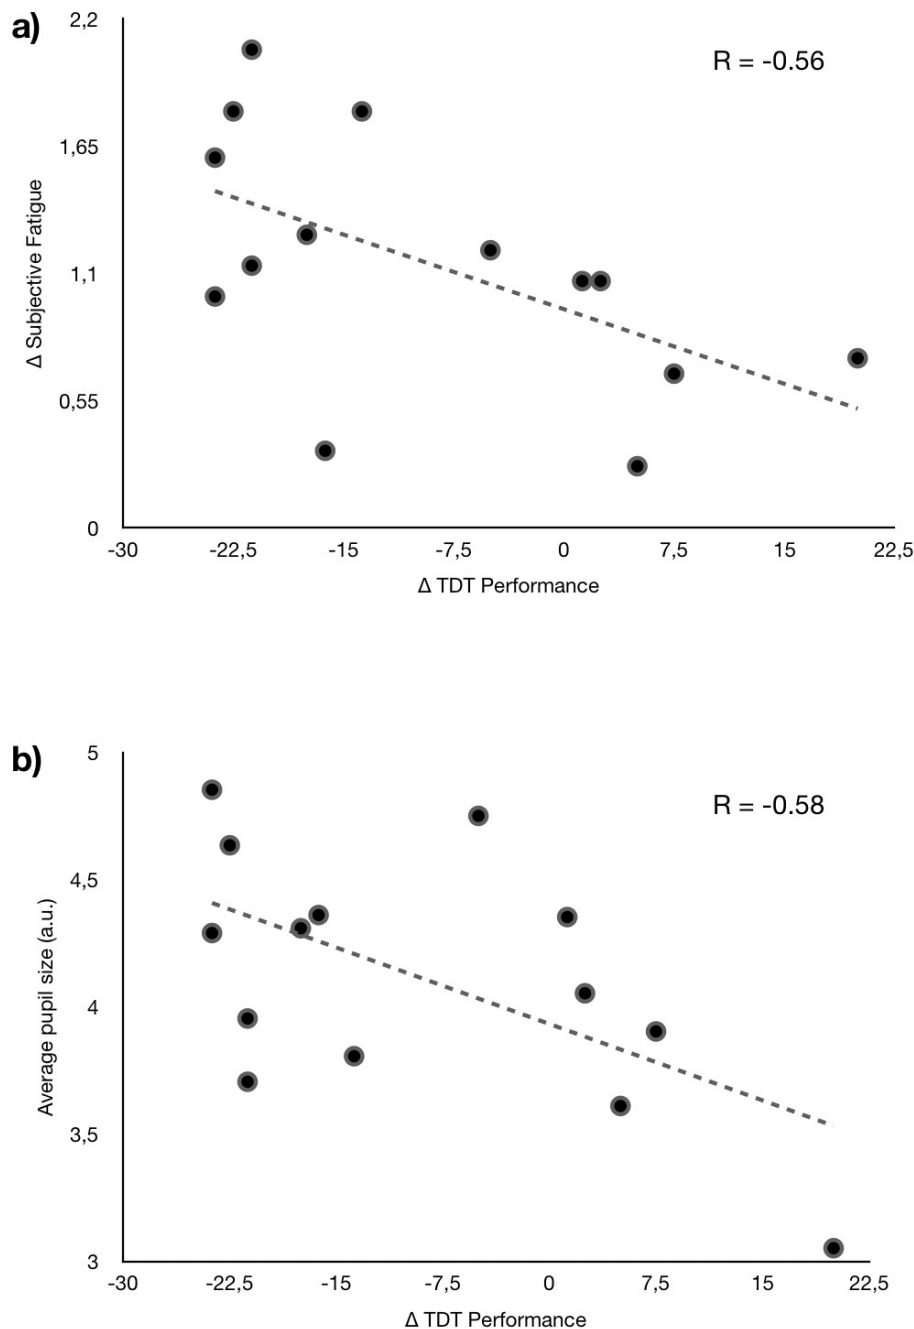 a)
2,2
R = -0.56
1,65
Δ Subjective Fatigue
1,1
0,55
0
-30 -22,5 -15 -7,5 0 7,5 15 22,5
Δ TDT Performance
b)
5
R = -0.58
4,5
Average pupil size (a.u.)
4
3,5
3
-30 -22,5 -15 -7,5 0 7,5 15 22,5
Δ TDT Performance